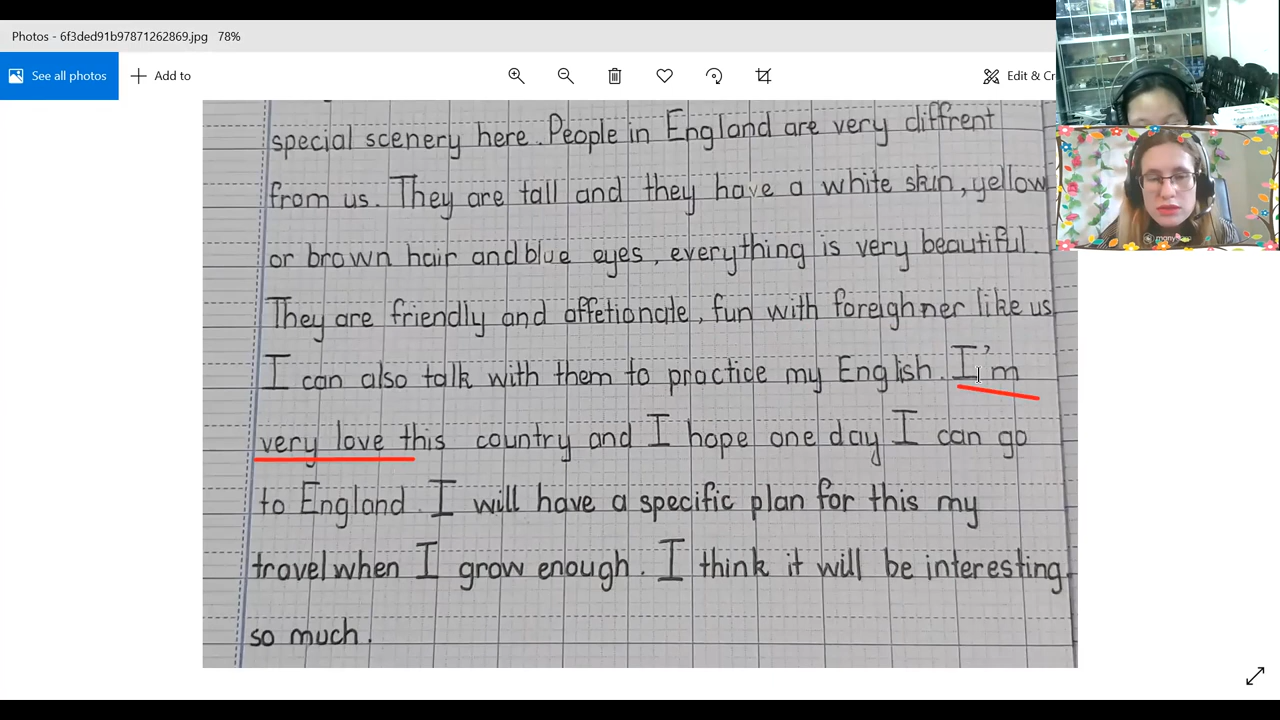 Photos - 6f3ded91b97871262869.jpg 78%
See all photos
Add to
Edit & Cr
special scenery here. People in England are very diffrent
from us. They are tall and they have a white skin, yellow
or brown hair and blue eyes, everything is very beautiful.
They are friendly and affetionate, fun with foreighner like us
I can also talk with them to practice my English. I'm
very love this country and I hope one day I can go
to England. I will have a specific plan for this my
travel when I grow enough. I think it will be interesting
so much.